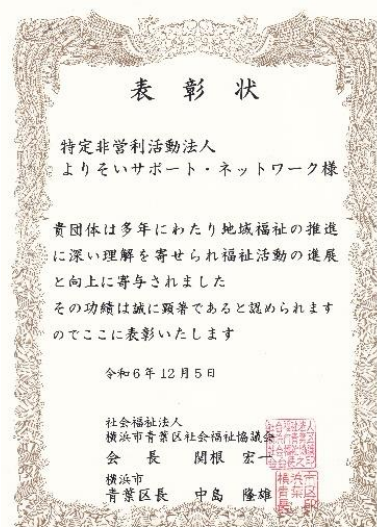 表彰状
特定非営利活動法人
よりそいサポート・ネットワーク様
貴団体は多年にわたり地域福祉の推進
に深い理解を寄せられ福祉活動の進展
と向上に寄与されました
その功績は誠に顕著であると認められます
のでここに表彰いたします
令和6年12月5日
社会福祉法人
横浜市青葉区社会福祉協議会
会長 関根 宏一
横浜市
青葉区長 中島 隆雄